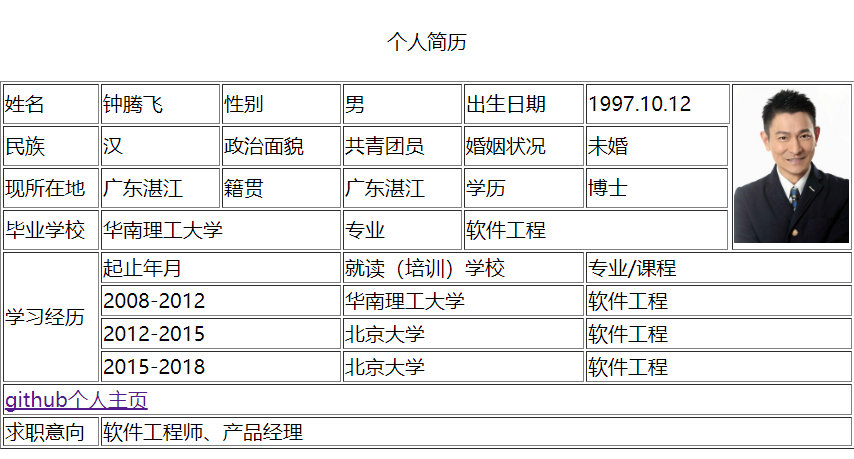 个人简历
姓名 钟腾飞 性别 男 出生日期 1997.10.12
民族 汉 政治面貌 共青团员 婚姻状况 未婚
现所在地 广东湛江 籍贯 广东湛江 学历 博士
毕业学校 华南理工大学 专业 软件工程
学习经历 起止年月 就读（培训）学校 专业/课程
2008-2012 华南理工大学 软件工程
2012-2015 北京大学 软件工程
2015-2018 北京大学 软件工程
github个人主页
求职意向 软件工程师、产品经理